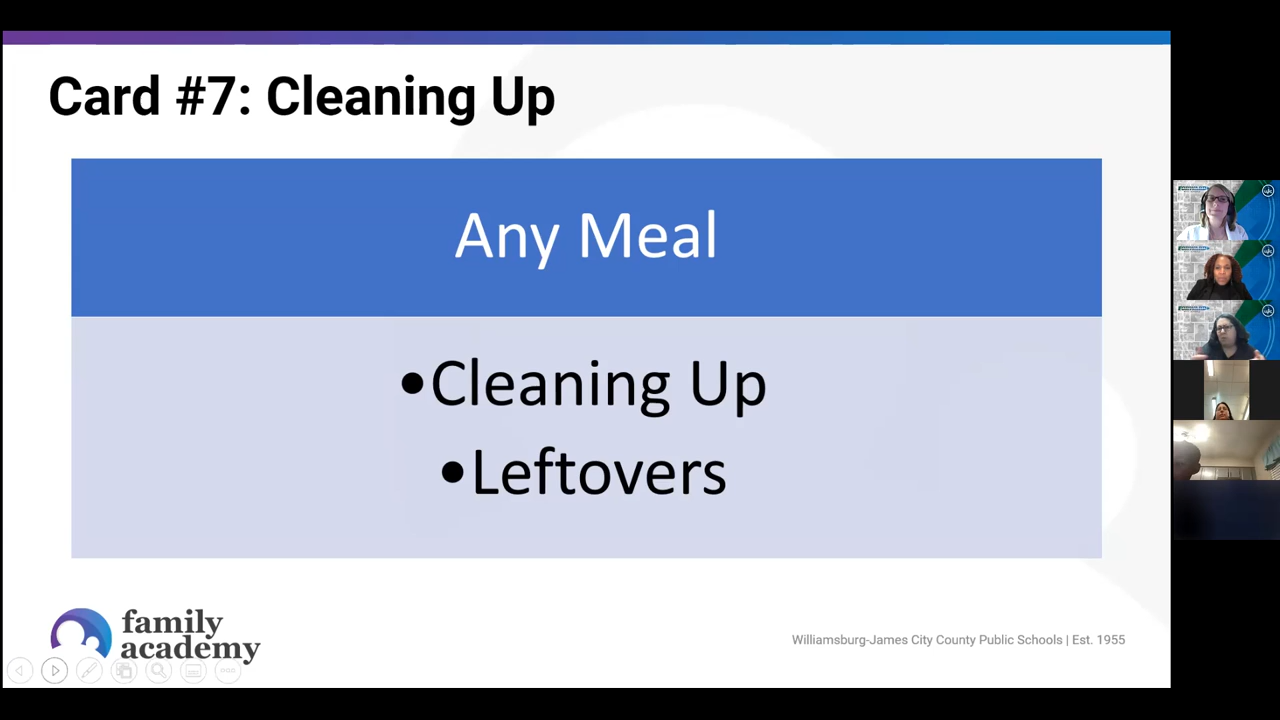 Card #7: Cleaning Up
Any Meal
•Cleaning Up
•Leftovers
family
academy
Williamsburg-James City County Public Schools | Est. 1955